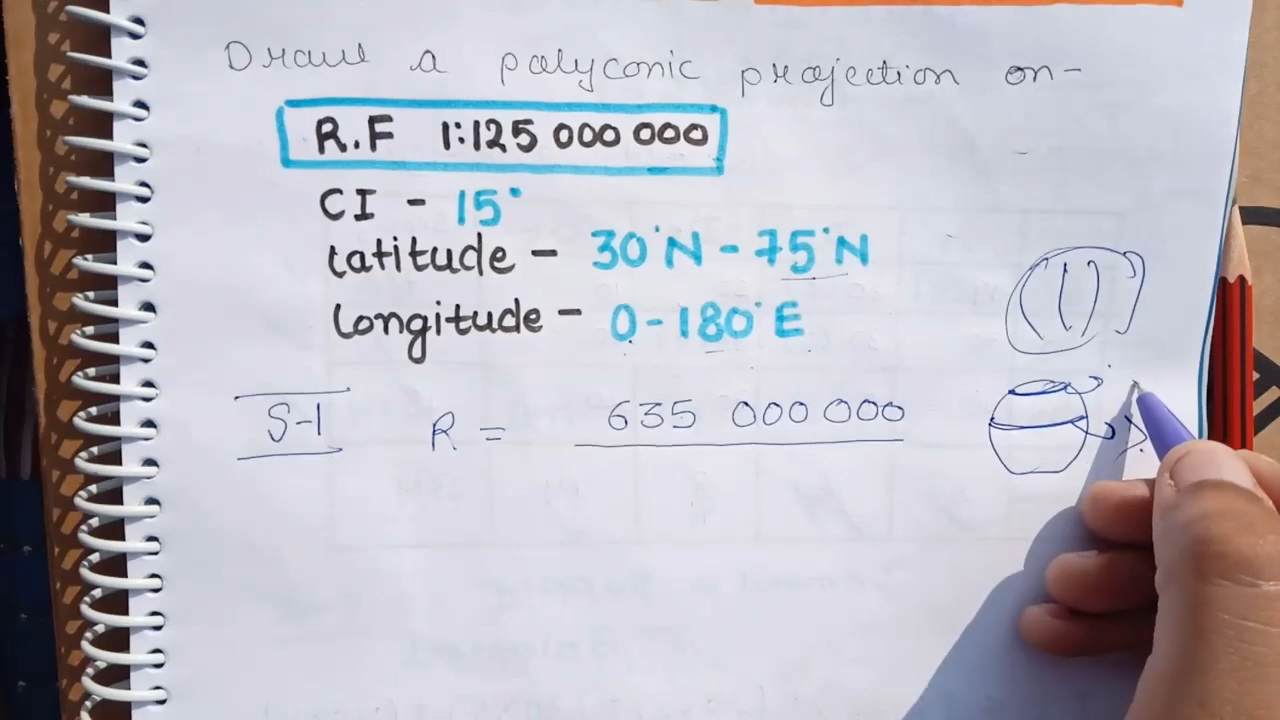 Draw a polyconic projection on-
R.F 1:125 000 000
CI - 15°
latitude - 30°N - 75°N
longitude - 0 - 180°E
S-1 R = 635 000 000